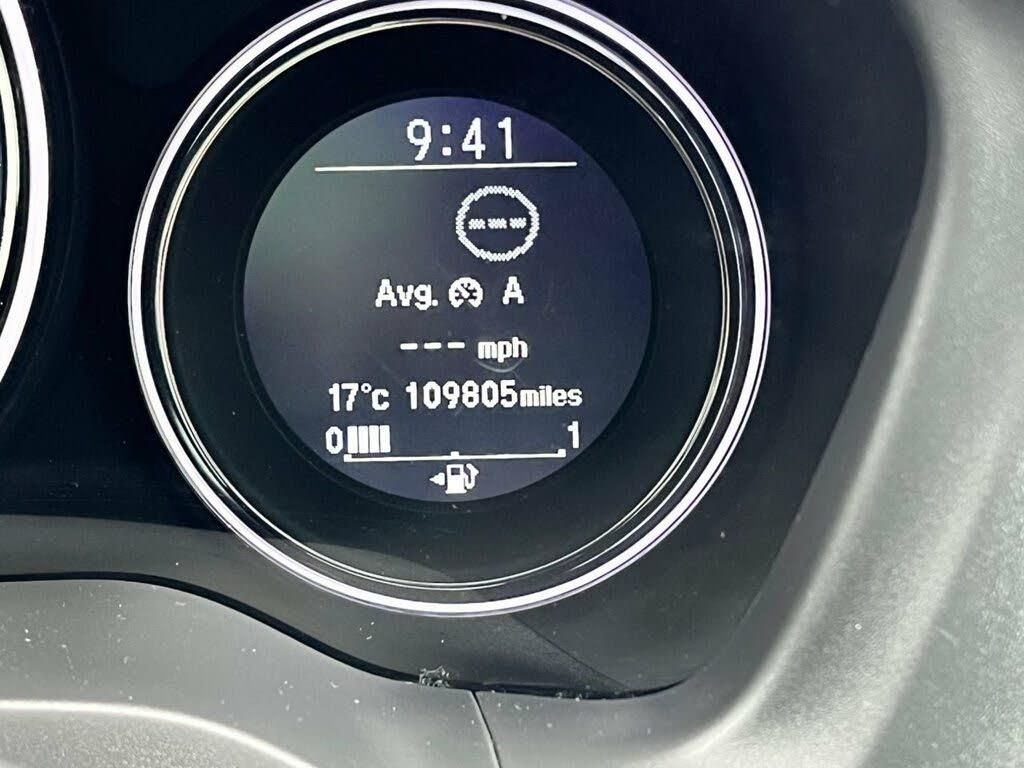 9:41
---
Avg. A
--- mph
17°c 109805miles
0 1